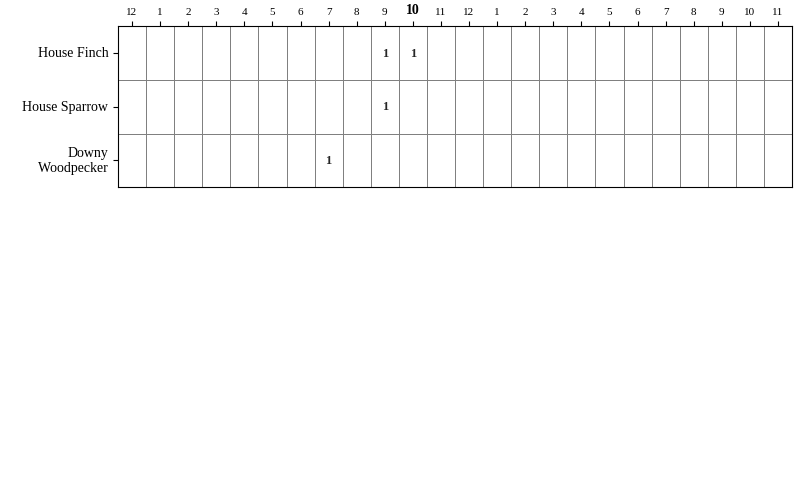 12 1 2 3 4 5 6 7 8 9 10 11 12 1 2 3 4 5 6 7 8 9 10 11
House Finch 1 1
House Sparrow 1
Downy
Woodpecker 1